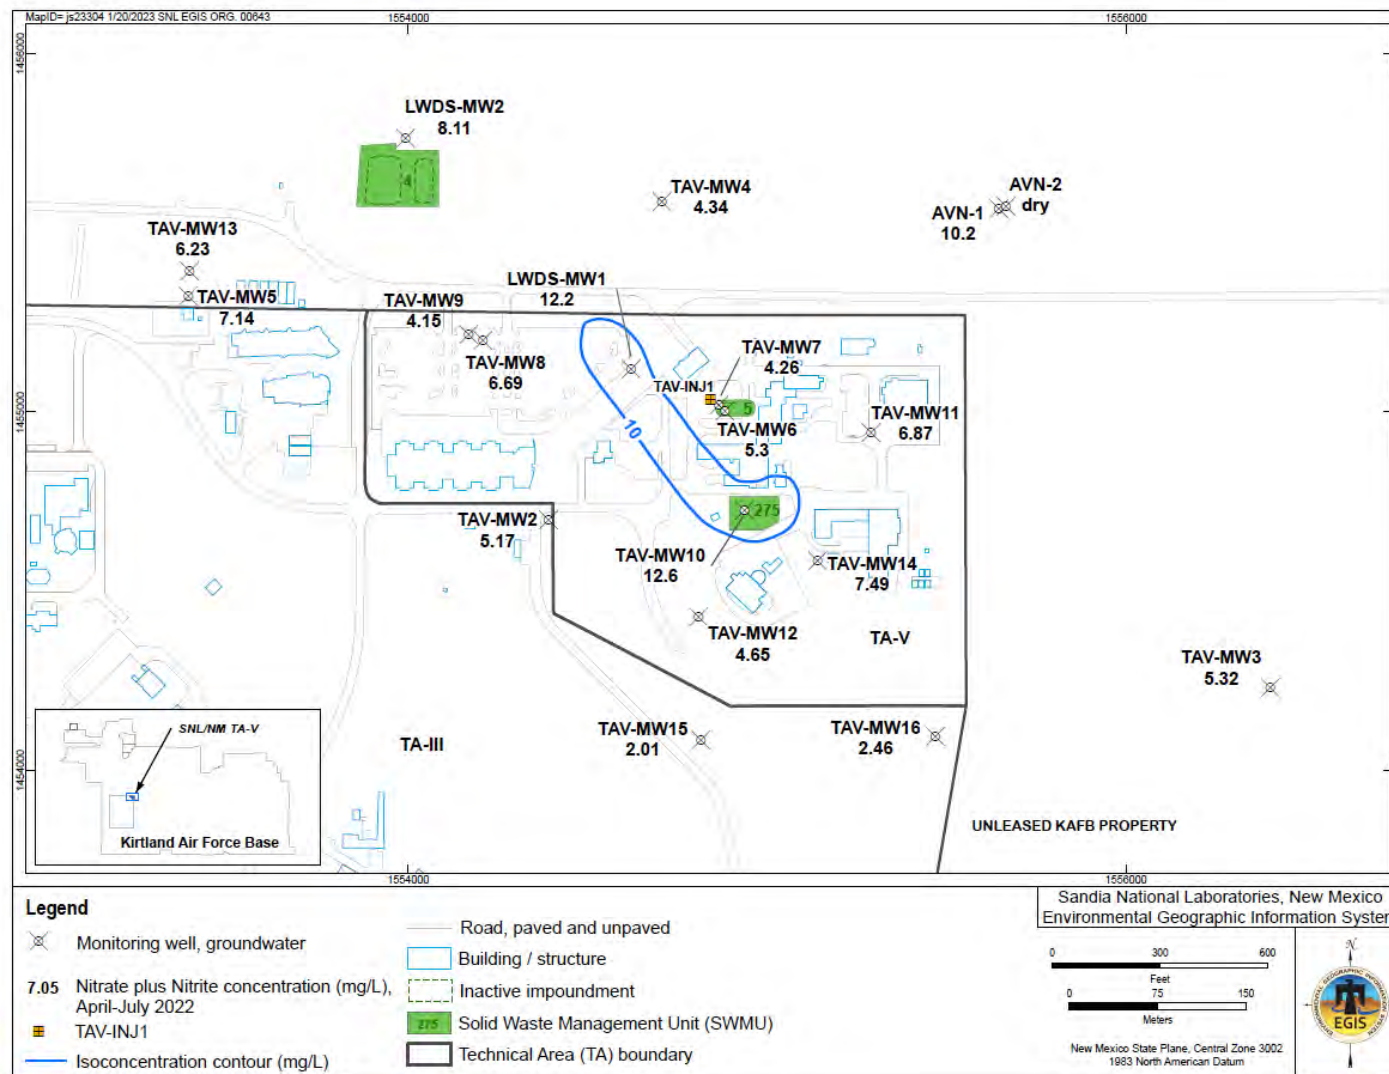 MapID= js23304 1/20/2023 SNL EGIS ORG. 00643
1554000
1556000
1456000
LWDS-MW2
8.11
4
TAV-MW4
4.34
AVN-2
dry
AVN-1
10.2
TAV-MW13
6.23
LWDS-MW1
12.2
TAV-MW5
7.14
TAV-MW9
4.15
TAV-MW8
6.69
TAV-MW7
4.26
TAV-INJ1
5
1455000
10
TAV-MW6
5.3
TAV-MW11
6.87
TAV-MW2
5.17
275
TAV-MW10
12.6
TAV-MW14
7.49
TAV-MW12
4.65
TA-V
TAV-MW3
5.32
TAV-MW15
2.01
TAV-MW16
2.46
TA-III
SNL/NM TA-V
1454000
Kirtland Air Force Base
UNLEASED KAFB PROPERTY
1554000
1556000
Legend
Monitoring well, groundwater
7.05 Nitrate plus Nitrite concentration (mg/L),
April-July 2022
TAV-INJ1
Isoconcentration contour (mg/L)
Road, paved and unpaved
Building / structure
Inactive impoundment
275 Solid Waste Management Unit (SWMU)
Technical Area (TA) boundary
Sandia National Laboratories, New Mexico
Environmental Geographic Information System
0 300 600
Feet
0 75 150
Meters
New Mexico State Plane, Central Zone 3002
1983 North American Datum
N
ENVIRONMENTAL GEOGRAPHIC INFORMATION SYSTEM
EGIS